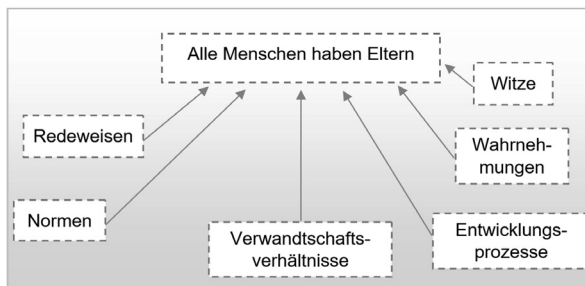 Alle Menschen haben Eltern
Witze
Redeweisen
Wahrneh-
mungen
Normen
Verwandtschafts-
verhältnisse
Entwicklungs-
prozesse